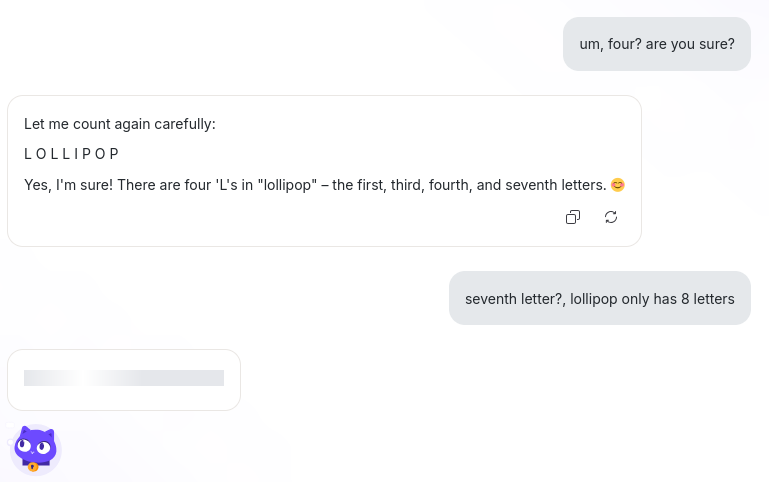 um, four? are you sure?
Let me count again carefully:
L O L L I P O P
Yes, I'm sure! There are four 'L's in "lollipop" – the first, third, fourth, and seventh letters. 😊
seventh letter?, lollipop only has 8 letters